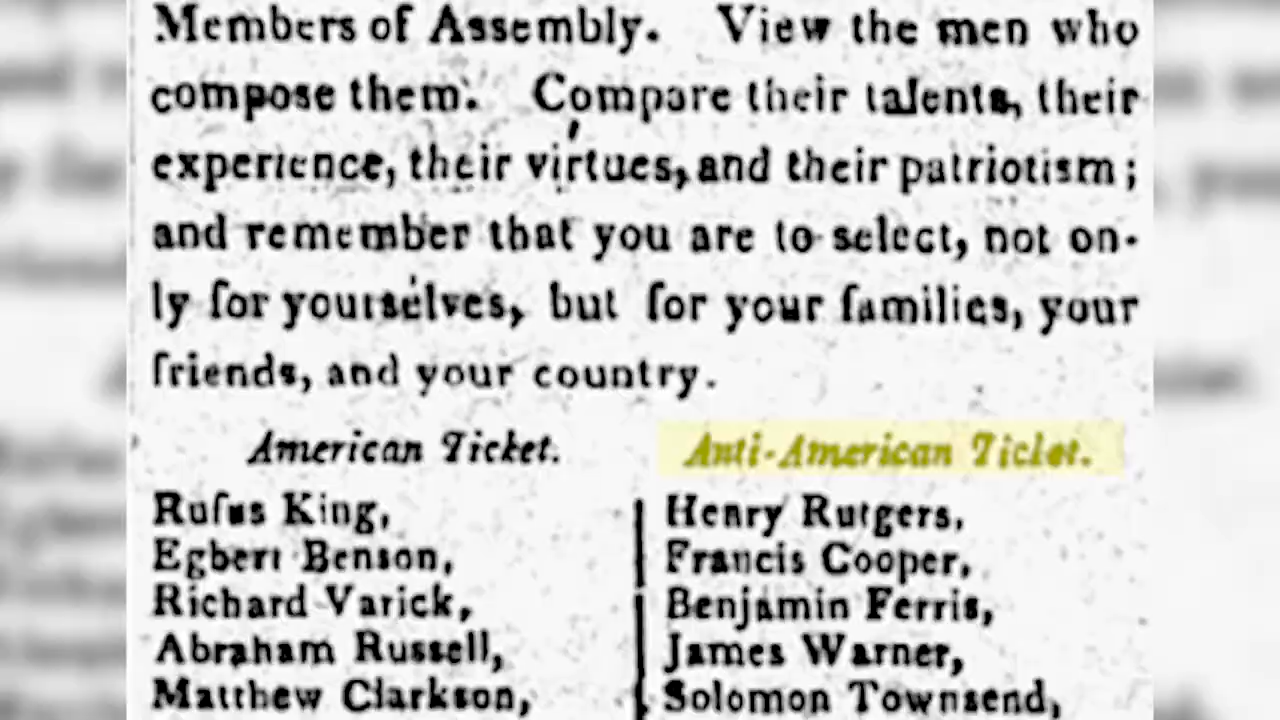 Members of Assembly. View the men who
compose them. Compare their talents, their
experience, their virtues, and their patriotism;
and remember that you are to select, not on-
ly for yourselves, but for your families, your
friends, and your country.
American Ticket.
Rufus King,
Egbert Benson,
Richard Varick,
Abraham Russell,
Matthew Clarkson,
Anti-American Ticket.
Henry Rutgers,
Francis Cooper,
Benjamin Ferris,
James Warner,
Solomon Townsend,